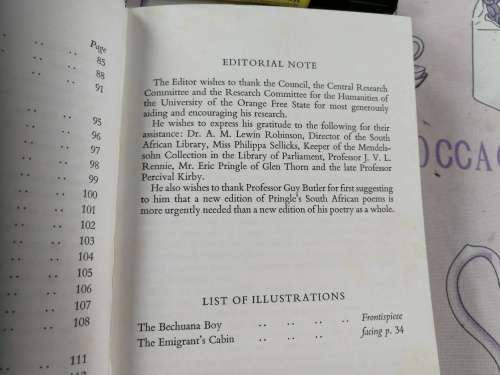 Page
.. .. 85
.. .. 88
.. .. 91
.. .. 95
.. .. 96
.. .. 97
.. .. 98
.. .. 99
.. .. 100
.. .. 101
.. .. 102
.. .. 103
.. .. 104
.. .. 105
.. .. 106
.. .. 107
.. .. 108
111
EDITORIAL NOTE
The Editor wishes to thank the Council, the Central Research
Committee and the Research Committee for the Humanities of
the University of the Orange Free State for most generously
aiding and encouraging his research.
He wishes to express his gratitude to the following for their
assistance: Dr. A. M. Lewin Robinson, Director of the South
African Library, Miss Philippa Sellicks, Keeper of the Mendels-
sohn Collection in the Library of Parliament, Professor J. V. L.
Rennie, Mr. Eric Pringle of Glen Thorn and the late Professor
Percival Kirby.
He also wishes to thank Professor Guy Butler for first suggesting
to him that a new edition of Pringle's South African poems is
more urgently needed than a new edition of his poetry as a whole.
LIST OF ILLUSTRATIONS
The Bechuana Boy .. .. .. .. Frontispiece
The Emigrant's Cabin .. .. .. facing p. 34
OCCA